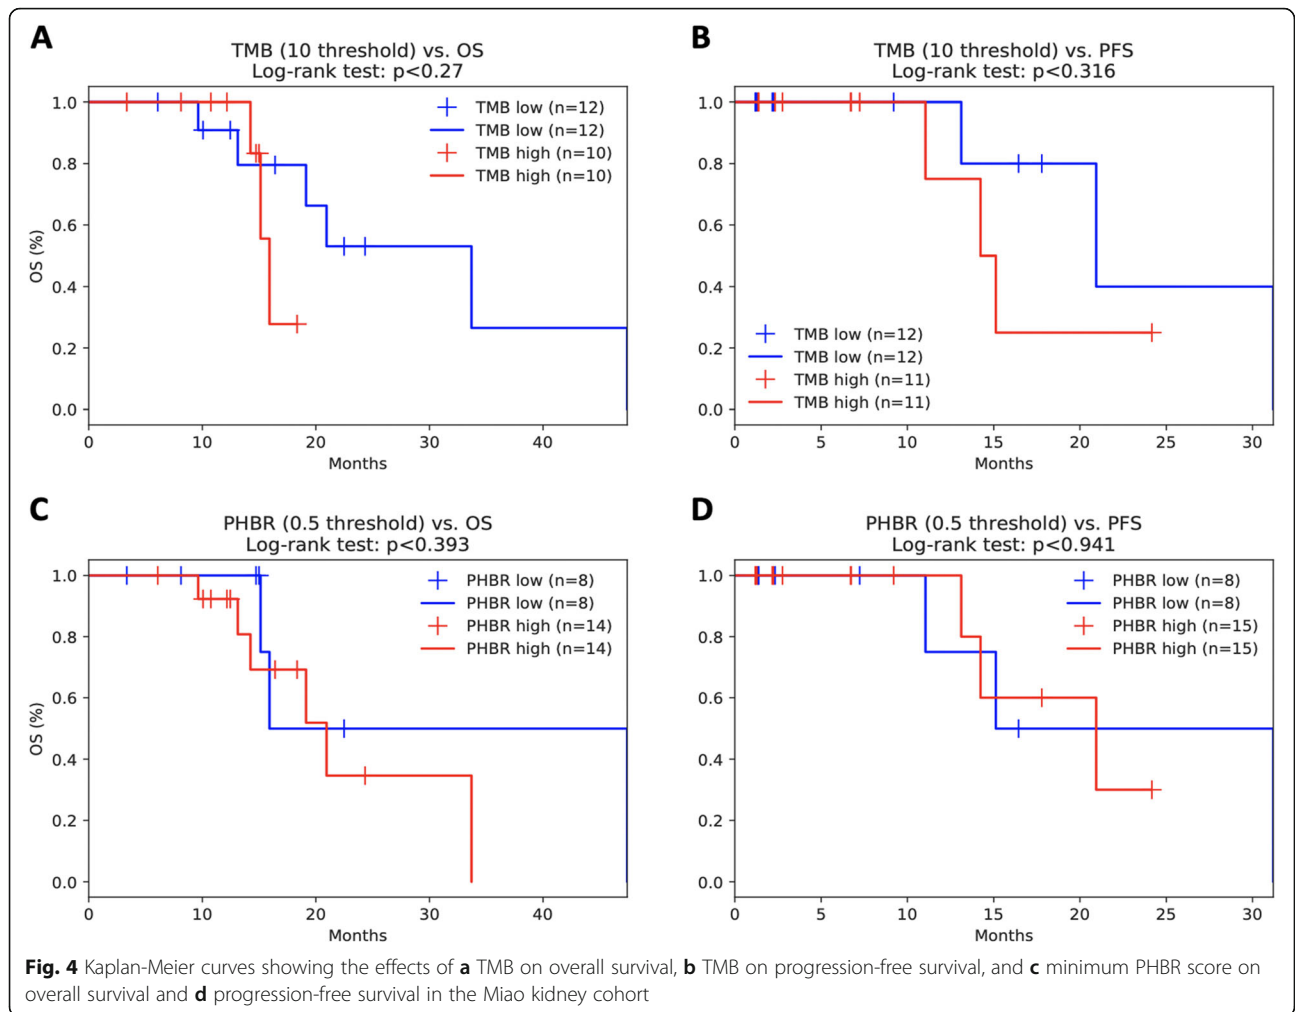 A
TMB (10 threshold) vs. OS
Log-rank test: p<0.27
1.0
0.8
0.6
0.4
0.2
0.0
OS (%)
TMB low (n=12)
TMB low (n=12)
TMB high (n=10)
TMB high (n=10)
0 10 20 30 40
Months
B
TMB (10 threshold) vs. PFS
Log-rank test: p<0.316
1.0
0.8
0.6
0.4
0.2
0.0
TMB low (n=12)
TMB low (n=12)
TMB high (n=11)
TMB high (n=11)
0 5 10 15 20 25 30
Months
C
PHBR (0.5 threshold) vs. OS
Log-rank test: p<0.393
1.0
0.8
0.6
0.4
0.2
0.0
OS (%)
PHBR low (n=8)
PHBR low (n=8)
PHBR high (n=14)
PHBR high (n=14)
0 10 20 30 40
Months
D
PHBR (0.5 threshold) vs. PFS
Log-rank test: p<0.941
1.0
0.8
0.6
0.4
0.2
0.0
PHBR low (n=8)
PHBR low (n=8)
PHBR high (n=15)
PHBR high (n=15)
0 5 10 15 20 25 30
Months
Fig. 4 Kaplan-Meier curves showing the effects of a TMB on overall survival, b TMB on progression-free survival, and c minimum PHBR score on
overall survival and d progression-free survival in the Miao kidney cohort